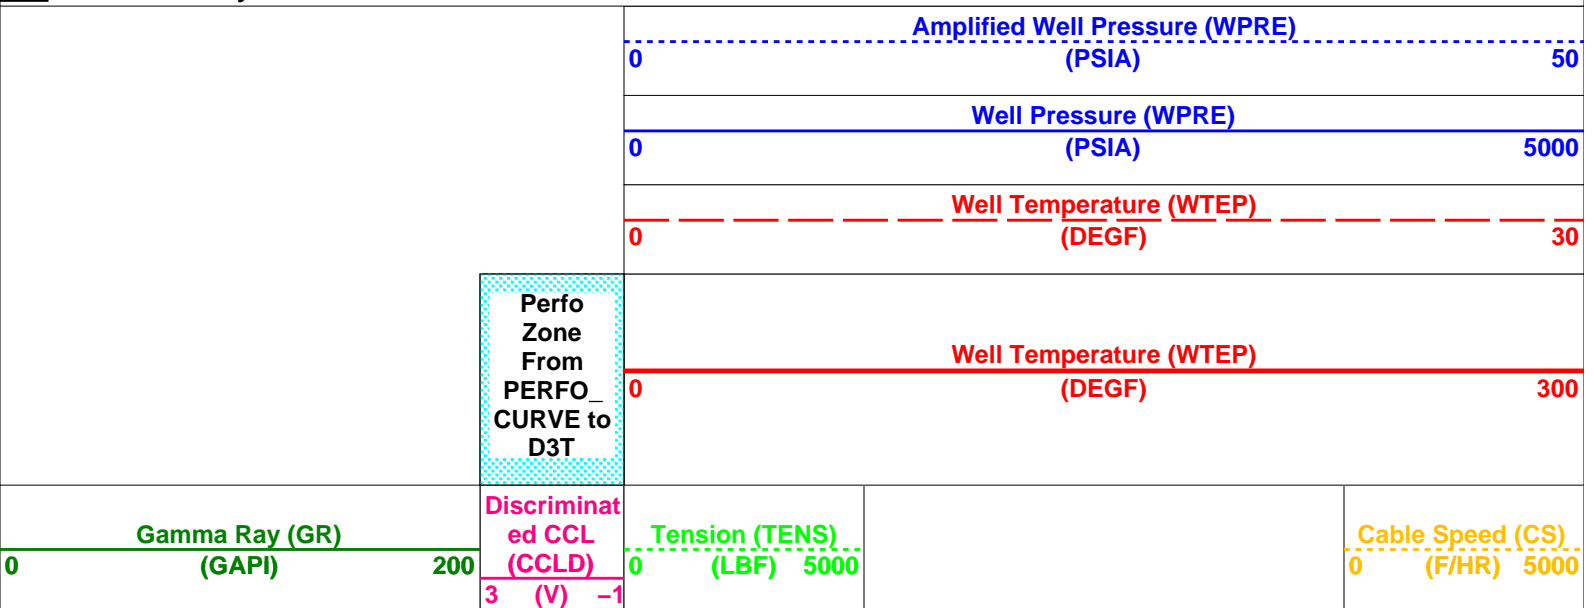 Amplified Well Pressure (WPRE)
0 (PSIA) 50
Well Pressure (WPRE)
0 (PSIA) 5000
Well Temperature (WTEP)
0 (DEGF) 30
Perfo
Zone
From
PERFO_
CURVE to
D3T
Well Temperature (WTEP)
0 (DEGF) 300
Gamma Ray (GR)
0 (GAPI) 200
Discriminat
ed CCL
(CCLD)
3 (V) −1
Tension (TENS)
0 (LBF) 5000
Cable Speed (CS)
0 (F/HR) 5000